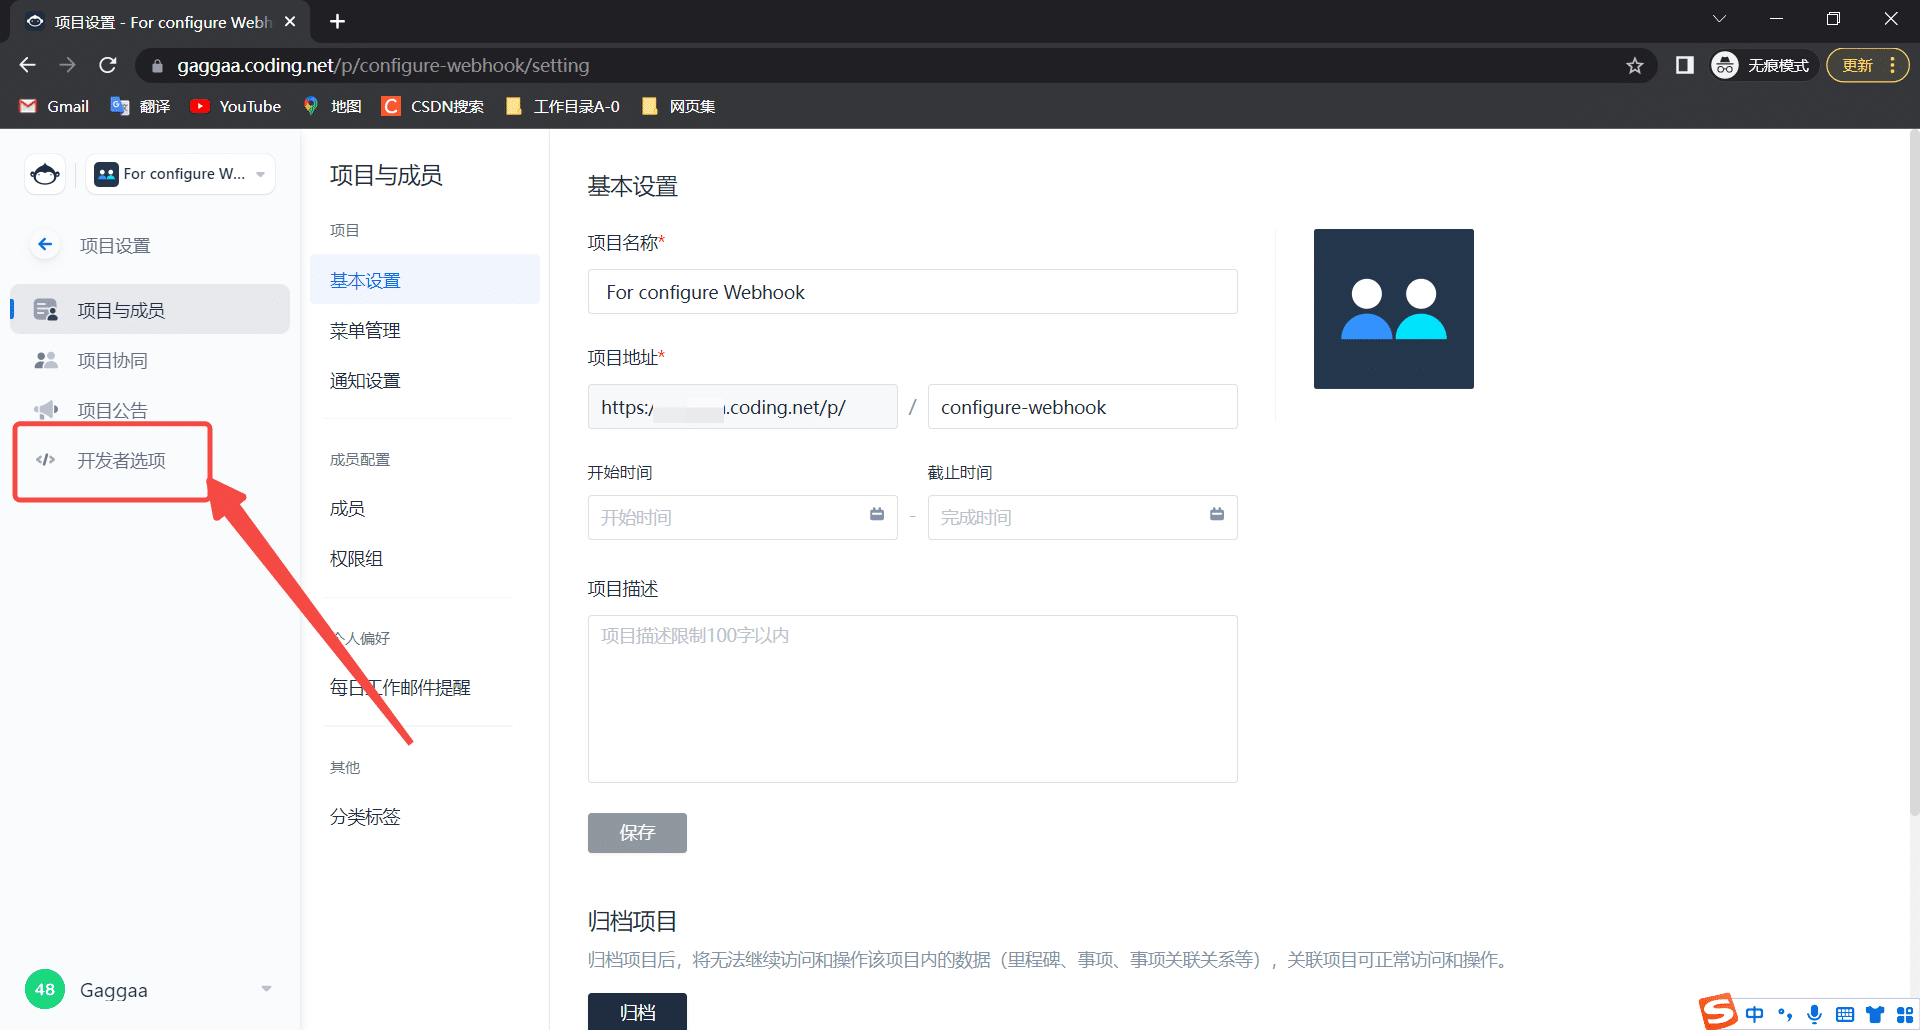 项目设置 - For configure Webh
gaggaa.coding.net/p/configure-webhook/setting
无痕模式
更新
Gmail
翻译
YouTube
地图
CSDN搜索
工作目录A-0
网页集
For configure W...
项目设置
项目与成员
项目协同
项目公告
开发者选项
48
Gaggaa
项目与成员
项目
基本设置
菜单管理
通知设置
成员配置
成员
权限组
个人偏好
每日工作邮件提醒
其他
分类标签
基本设置
项目名称*
For configure Webhook
项目地址*
https:/ .coding.net/p/
/
configure-webhook
开始时间
截止时间
开始时间
-
完成时间
项目描述
项目描述限制100字以内
保存
归档项目
归档项目后，将无法继续访问和操作该项目内的数据（里程碑、事项、事项关联关系等），关联项目可正常访问和操作。
归档
中